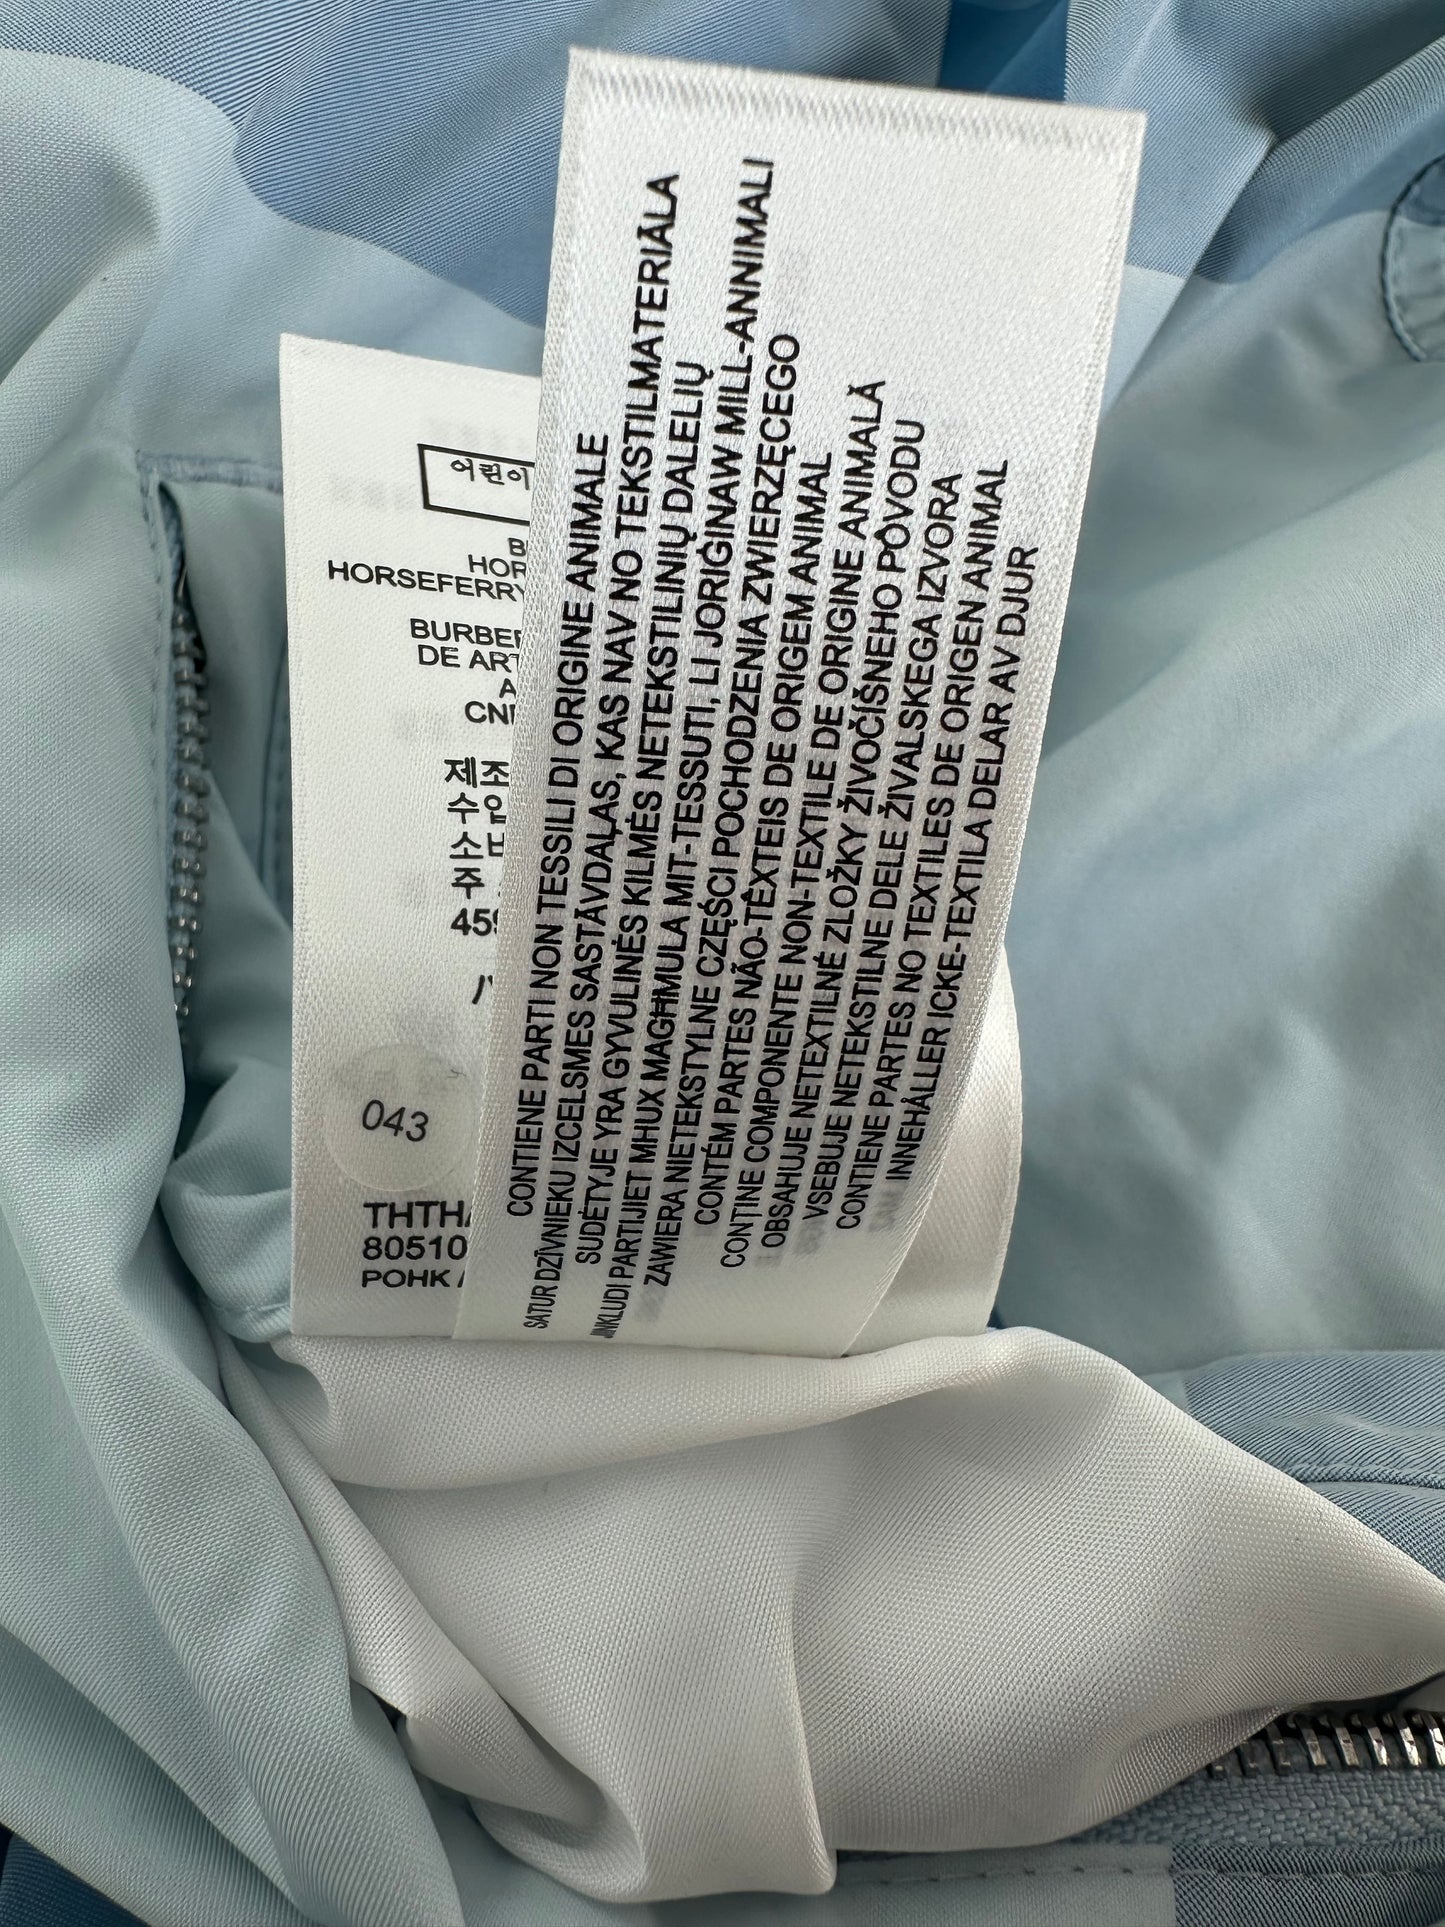 CONTIENE PARTI NON TESSILI DI ORIGINE ANIMALE
SATUR DZĪVNIEKU IZCELSMES SASTĀVDAĻAS, KAS NAV NO TEKSTILMATERIĀLA
SUDĖTYJE YRA GYVULINĖS KILMĖS NETEKSTILINIŲ DALELIŲ
JINKLUDI PARTIJIET MHUX MAGĦMULA MIT-TESSUTI, LI JORIĠINAW MILL-ANNIMALI
ZAWIERA NIETEKSTYLNE CZĘŚCI POCHODZENIA ZWIERZĘCEGO
CONTÉM PARTES NÃO-TÊXTEIS DE ORIGEM ANIMAL
CONȚINE COMPONENTE NON-TEXTILE DE ORIGINE ANIMALĂ
OBSAHUJE NETEXTILNÉ ZLOŽKY ŽIVOČÍŠNEHO PÔVODU
VSEBUJE NETEKSTILNE DELE ŽIVALSKEGA IZVORA
CONTIENE PARTES NO TEXTILES DE ORIGEN ANIMAL
INNEHÅLLER ICKE-TEXTILA DELAR AV DJUR
어린이
HOR
HORSEFERRY
BURBER
DE ART
A
CNP
제조
수입
소비
주
459
043
THTHA
80510
POHK